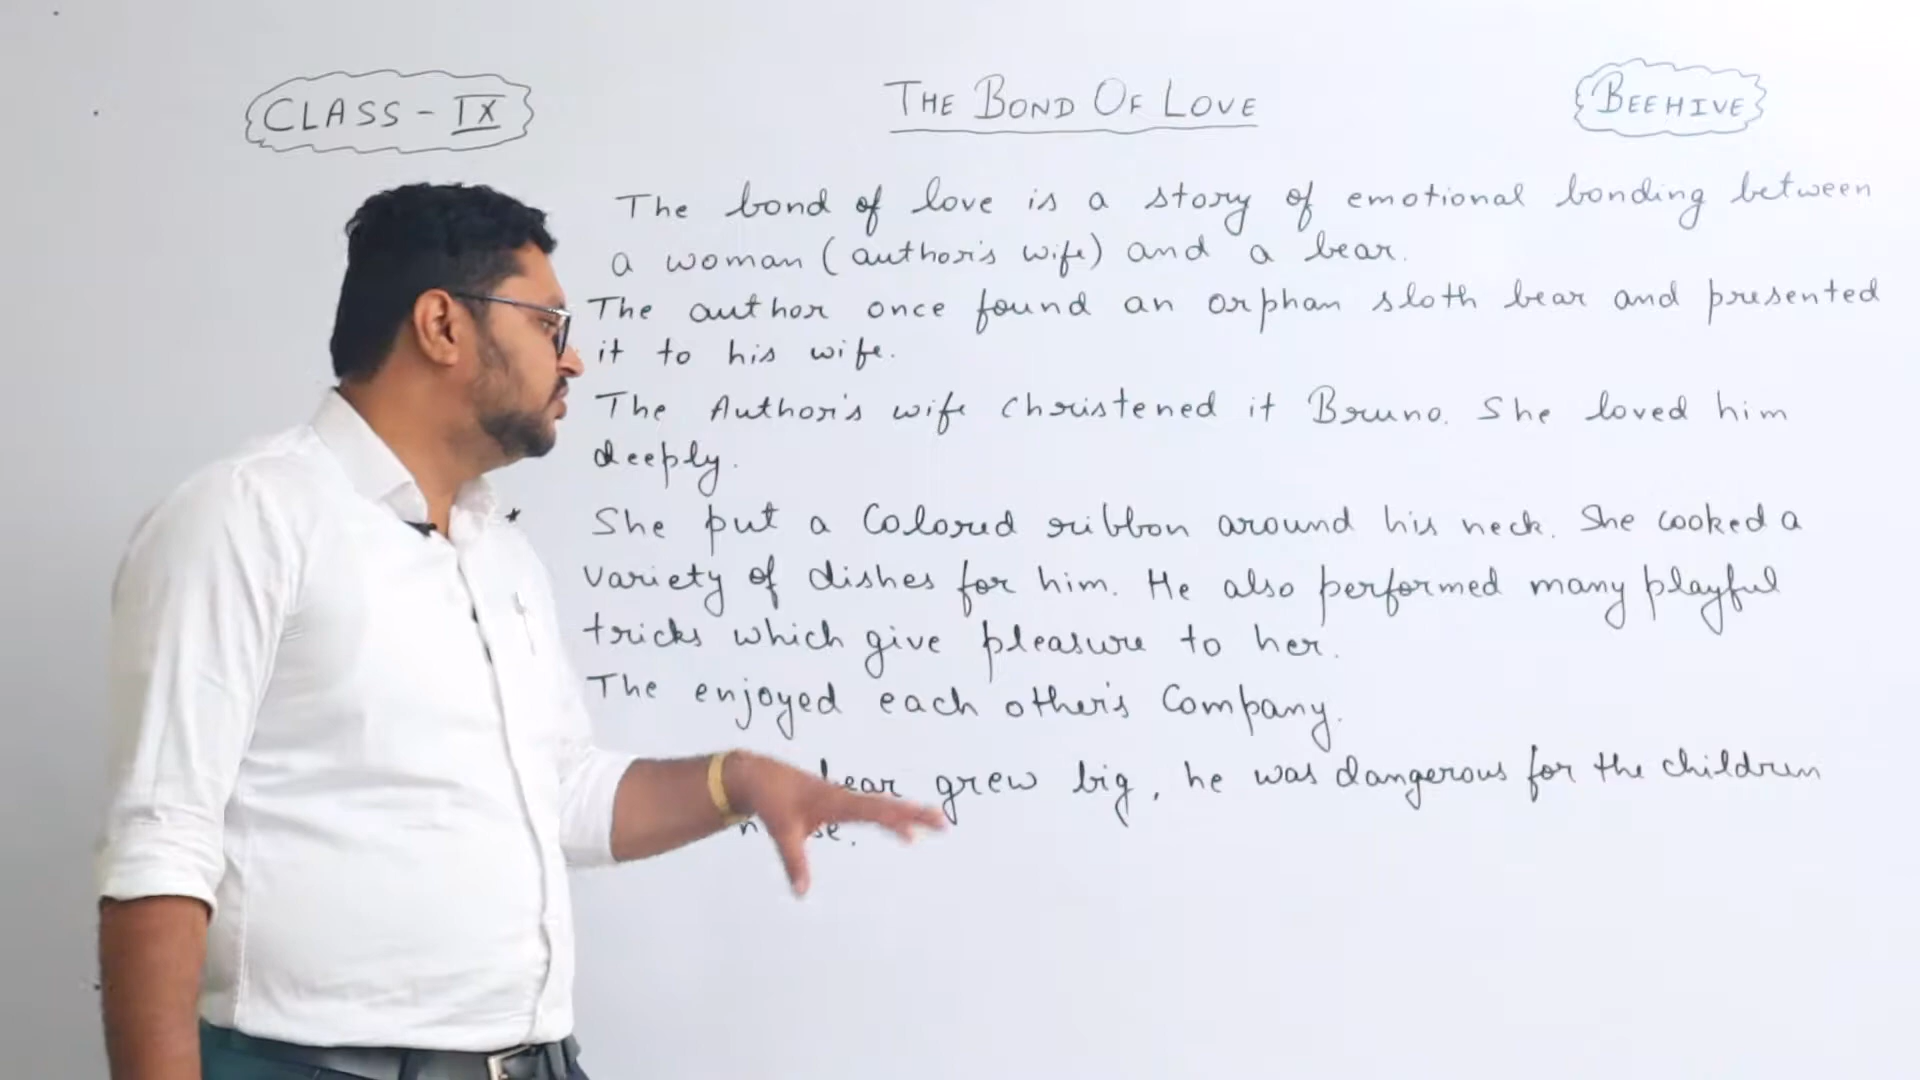 CLASS - IX
THE BOND OF LOVE
BEEHIVE
The bond of love is a story of emotional bonding between
a woman (author's wife) and a bear.
The author once found an orphan sloth bear and presented
it to his wife.
The Author's wife christened it Bruno. She loved him
deeply.
She put a Colored ribbon around his neck. She cooked a
variety of dishes for him. He also performed many playful
tricks which give pleasure to her.
The enjoyed each other's Company.
bear grew big, he was dangerous for the children